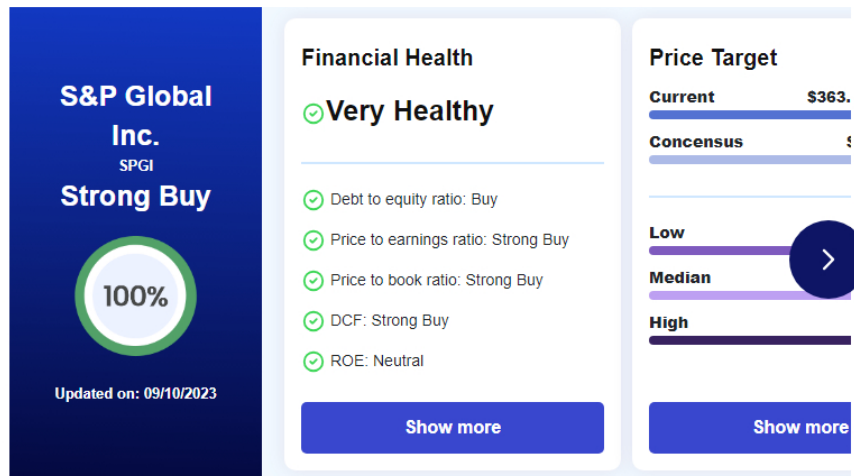 S&P Global
Inc.
SPGI
Strong Buy
100%
Updated on: 09/10/2023
Financial Health
Very Healthy
Debt to equity ratio: Buy
Price to earnings ratio: Strong Buy
Price to book ratio: Strong Buy
DCF: Strong Buy
ROE: Neutral
Show more
Price Target
Current $363.
Concensus $
Low
Median
High
Show more